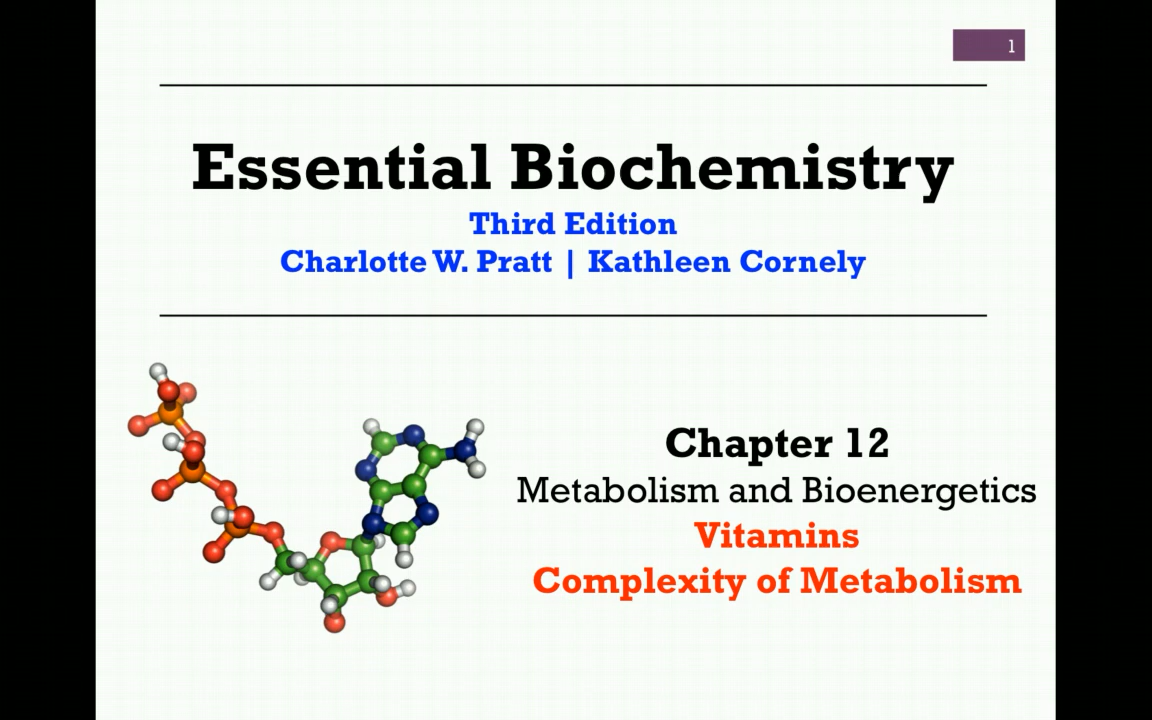 1
Essential Biochemistry
Third Edition
Charlotte W. Pratt | Kathleen Cornely
Chapter 12
Metabolism and Bioenergetics
Vitamins
Complexity of Metabolism